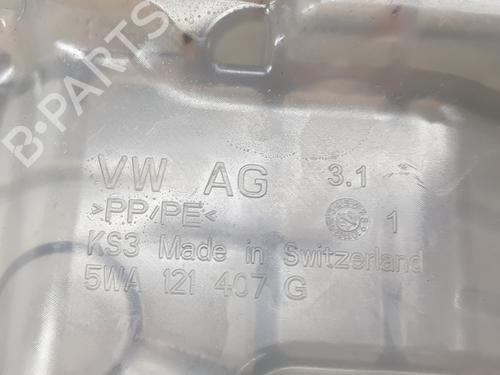 B-PARTS
VW AG 3.1
>PP/PE< 1
KS3 Made in Switzerland
5WA 121 407 G